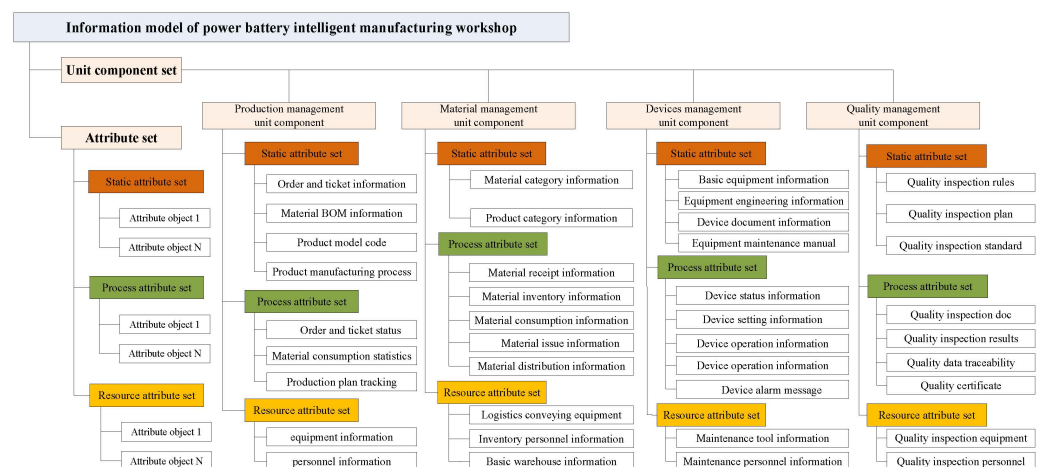 Information model of power battery intelligent manufacturing workshop
Unit component set
Attribute set
Static attribute set
Attribute object 1
Attribute object N
Process attribute set
Attribute object 1
Attribute object N
Resource attribute set
Attribute object 1
Attribute object N
Production management
unit component
Static attribute set
Order and ticket information
Material BOM information
Product model code
Product manufacturing process
Process attribute set
Order and ticket status
Material consumption statistics
Production plan tracking
Resource attribute set
equipment information
personnel information
Material management
unit component
Static attribute set
Material category information
Product category information
Process attribute set
Material receipt information
Material inventory information
Material consumption information
Material issue information
Material distribution information
Resource attribute set
Logistics conveying equipment
Inventory personnel information
Basic warehouse information
Devices management
unit component
Static attribute set
Basic equipment information
Equipment engineering information
Device document information
Equipment maintenance manual
Process attribute set
Device status information
Device setting information
Device operation information
Device operation information
Device alarm message
Resource attribute set
Maintenance tool information
Maintenance personnel information
Quality management
unit component
Static attribute set
Quality inspection rules
Quality inspection plan
Quality inspection standard
Process attribute set
Quality inspection doc
Quality inspection results
Quality data traceability
Quality certificate
Resource attribute set
Quality inspection equipment
Quality inspection personnel